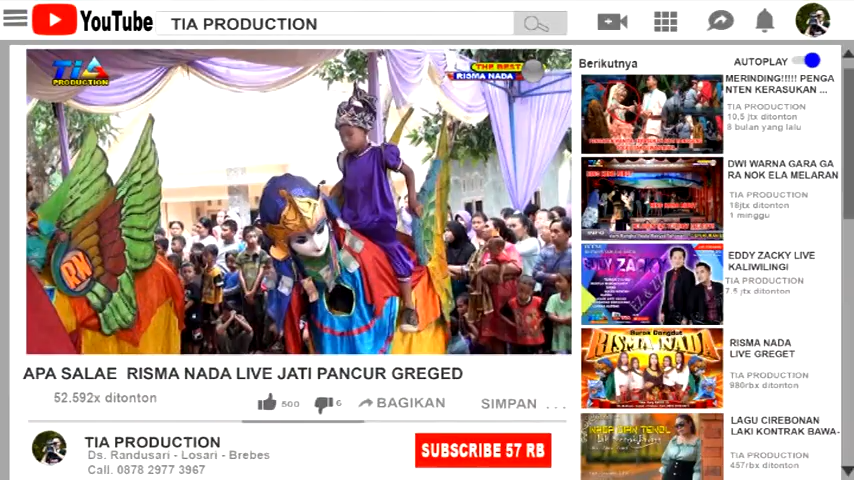 YouTube
TIA PRODUCTION
TIA
PRODUCTION
THE BEST
RISMA NADA
RN
APA SALAE RISMA NADA LIVE JATI PANCUR GREGED
52.592x ditonton
500
6
BAGIKAN
SIMPAN ...
TIA PRODUCTION
Ds. Randusari - Losari - Brebes
Call. 0878 2977 3967
SUBSCRIBE 57 RB
Berikutnya
AUTOPLAY
MERINDING!!!!! PENGA
NTEN KERASUKAN ...
TIA PRODUCTION
10,5 jtx ditonton
8 bulan yang lalu
DWI WARNA GARA GA
RA NOK ELA MELARAN
TIA PRODUCTION
18jtx ditonton
1 minggu
EDDY ZACKY LIVE
KALIWILINGI
TIA PRODUCTION
7,5 jtx ditonton
Burok Dangdut
RISMA NADA
RISMA NADA
LIVE GREGET
TIA PRODUCTION
980rbx ditonton
LAGU CIREBONAN
LAKI KONTRAK BAWA-
TIA PRODUCTION
457rbx ditonton